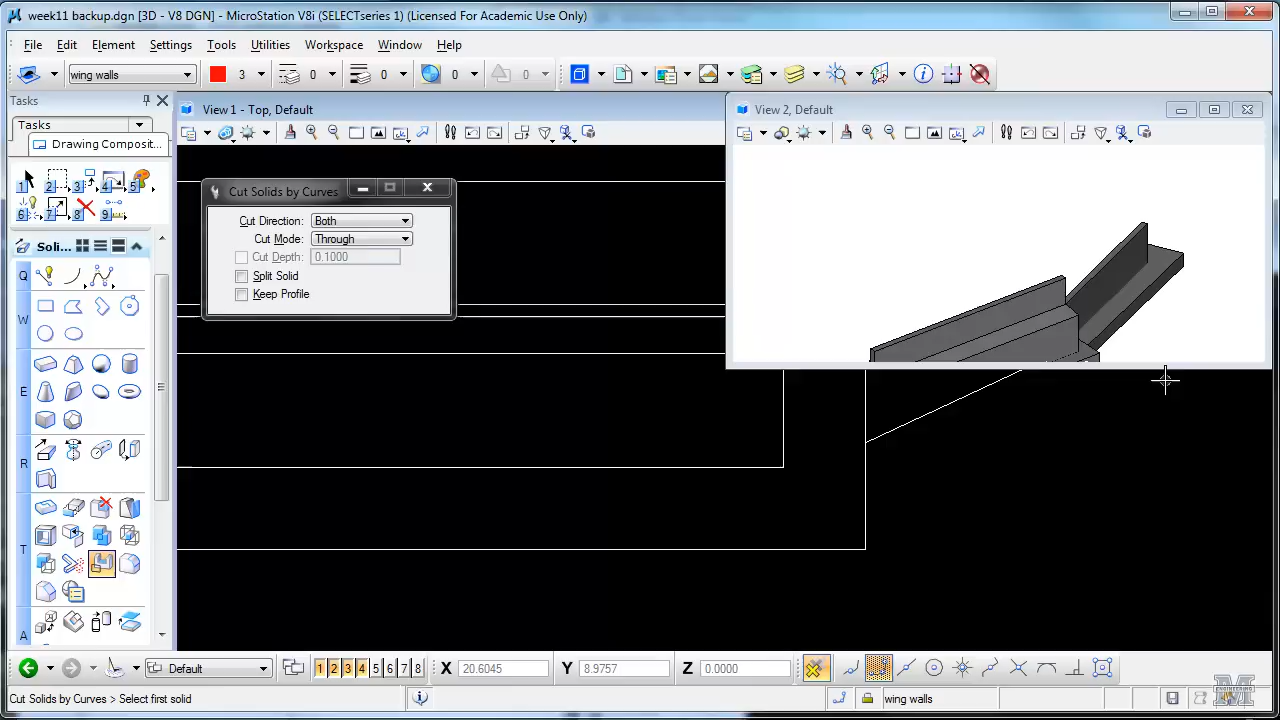 week11 backup.dgn [3D - V8 DGN] - MicroStation V8i (SELECTseries 1) (Licensed For Academic Use Only)
File Edit Element Settings Tools Utilities Workspace Window Help
wing walls 3 0 0 0 0
Tasks
Tasks
Drawing Composit...
1 2 3 4 5
6 7 8 9
Soli...
Q
W
E
R
T
A
View 1 - Top, Default
View 2, Default
Cut Solids by Curves
Cut Direction: Both
Cut Mode: Through
Cut Depth: 0.1000
Split Solid
Keep Profile
Default 1 2 3 4 5 6 7 8 X 20.6045 Y 8.9757 Z 0.0000
Cut Solids by Curves > Select first solid wing walls